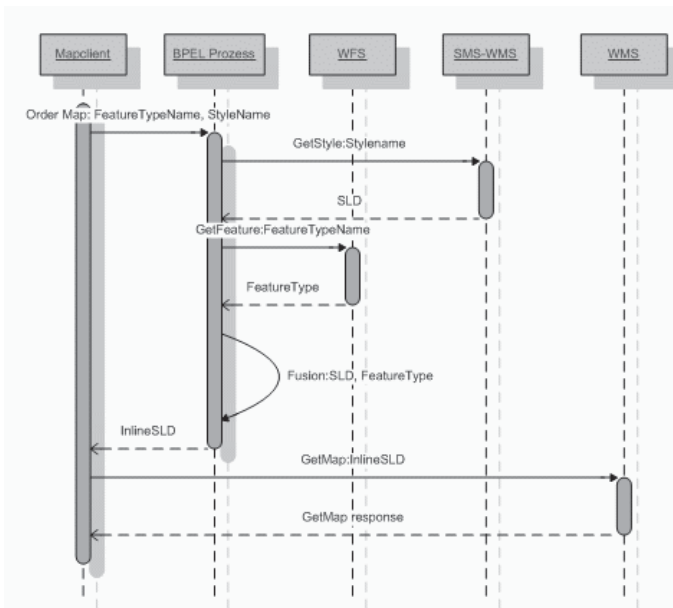 Mapclient
BPEL Prozess
WFS
SMS-WMS
WMS
Order Map: FeatureTypeName, StyleName
GetStyle:Stylename
SLD
GetFeature:FeatureTypeName
FeatureType
Fusion:SLD, FeatureType
InlineSLD
GetMap:InlineSLD
GetMap response